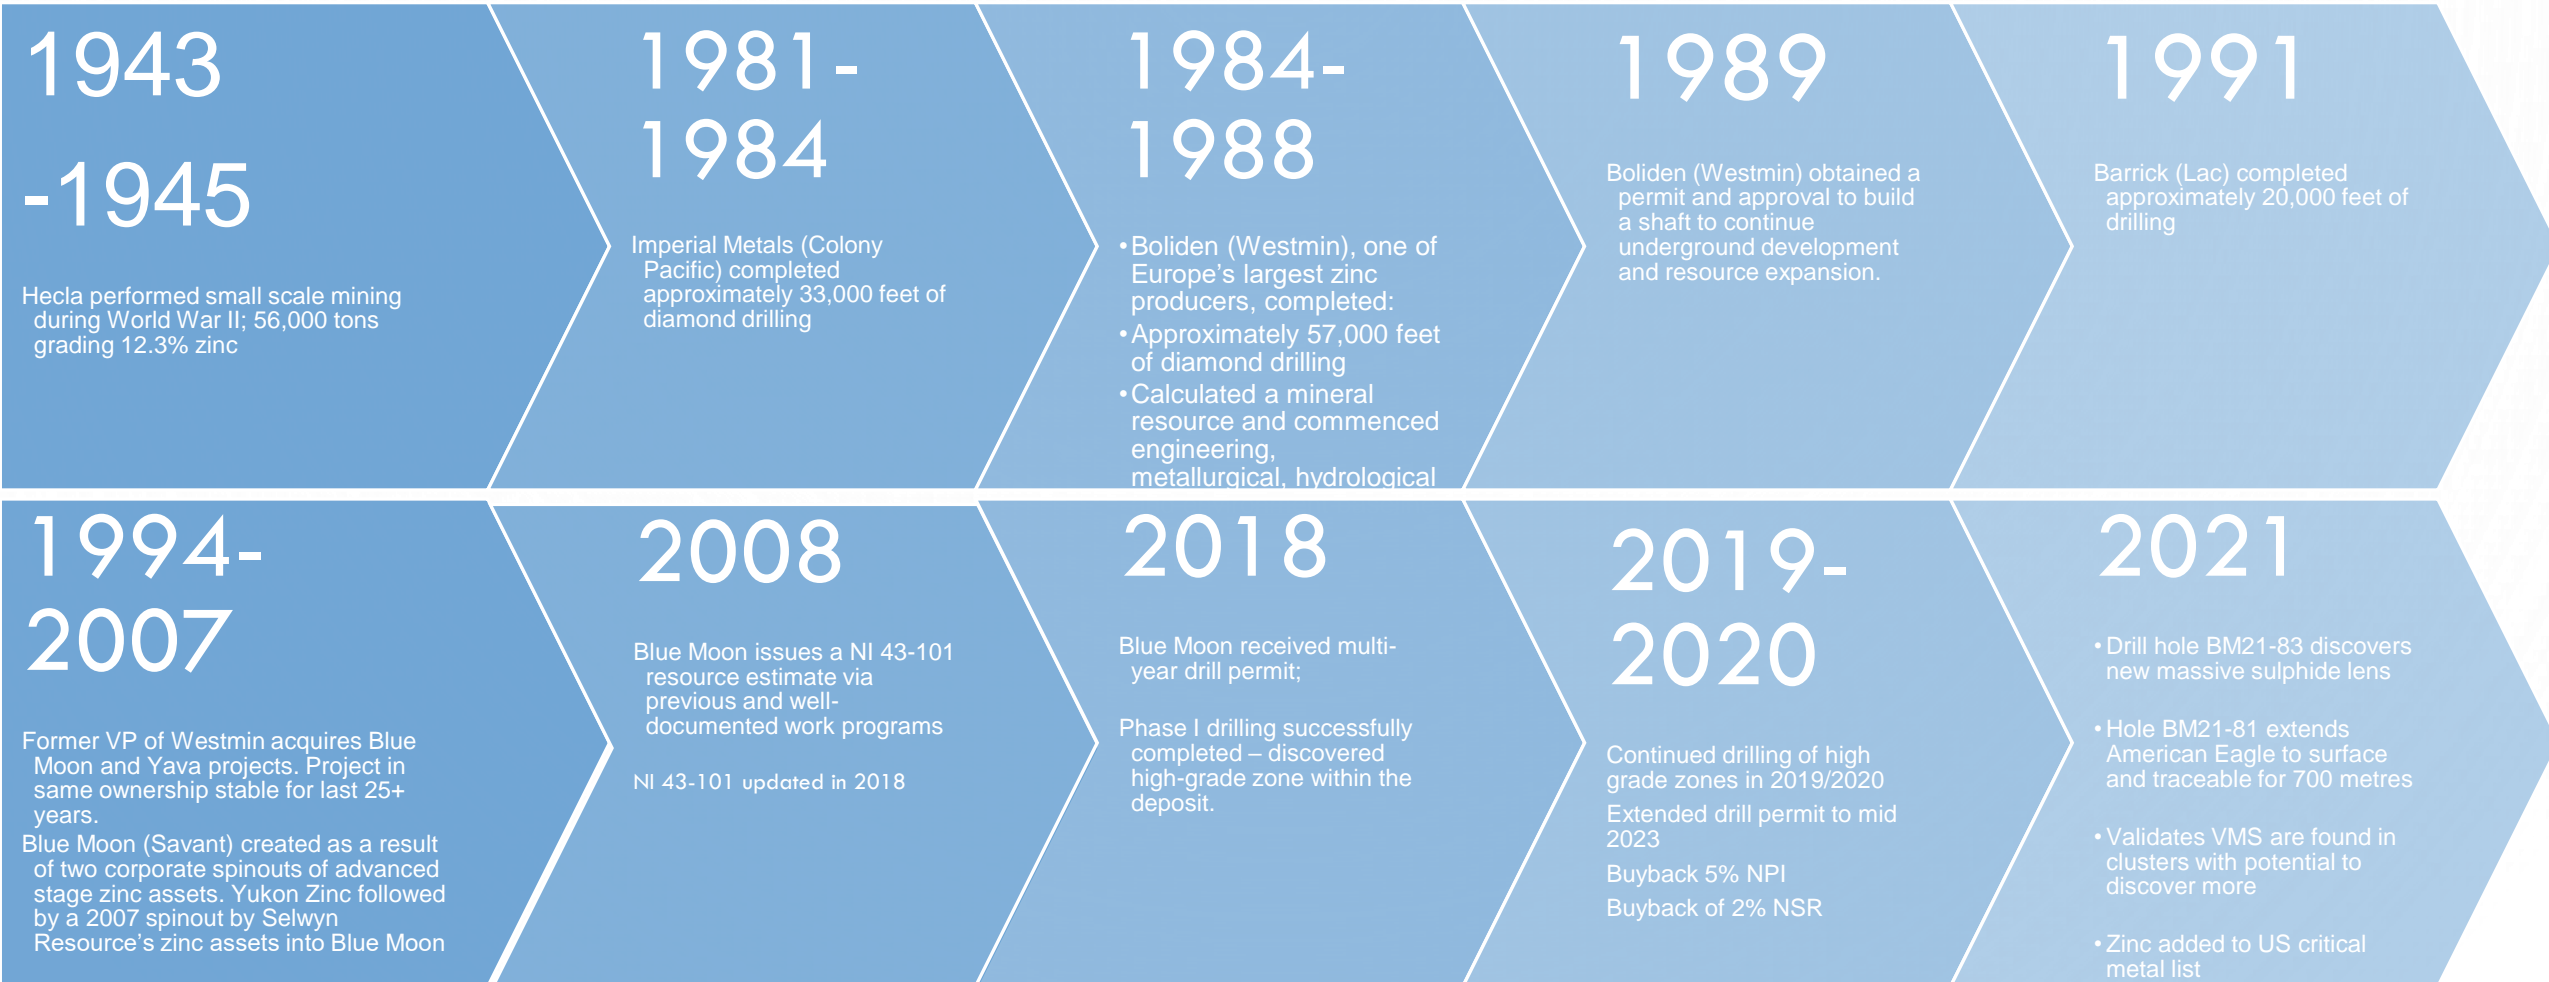 1943
-1945
Hecla performed small scale mining
during World War II; 56,000 tons
grading 12.3% zinc
1981-
1984
Imperial Metals (Colony
Pacific) completed
approximately 33,000 feet of
diamond drilling
1984-
1988
•Boliden (Westmin), one of
Europe's largest zinc
producers, completed:
•Approximately 57,000 feet
of diamond drilling
•Calculated a mineral
resource and commenced
engineering,
metallurgical, hydrological
1989
Boliden (Westmin) obtained a
permit and approval to build
a shaft to continue
underground development
and resource expansion.
1991
Barrick (Lac) completed
approximately 20,000 feet of
drilling
1994-
2007
Former VP of Westmin acquires Blue
Moon and Yava projects. Project in
same ownership stable for last 25+
years.
Blue Moon (Savant) created as a result
of two corporate spinouts of advanced
stage zinc assets. Yukon Zinc followed
by a 2007 spinout by Selwyn
Resource's zinc assets into Blue Moon
2008
Blue Moon issues a NI 43-101
resource estimate via
previous and well-
documented work programs
NI 43-101 updated in 2018
2018
Blue Moon received multi-
year drill permit;
Phase I drilling successfully
completed – discovered
high-grade zone within the
deposit.
2019-
2020
Continued drilling of high
grade zones in 2019/2020
Extended drill permit to mid
2023
Buyback 5% NPI
Buyback of 2% NSR
2021
•Drill hole BM21-83 discovers
new massive sulphide lens
•Hole BM21-81 extends
American Eagle to surface
and traceable for 700 metres
•Validates VMS are found in
clusters with potential to
discover more
•Zinc added to US critical
metal list